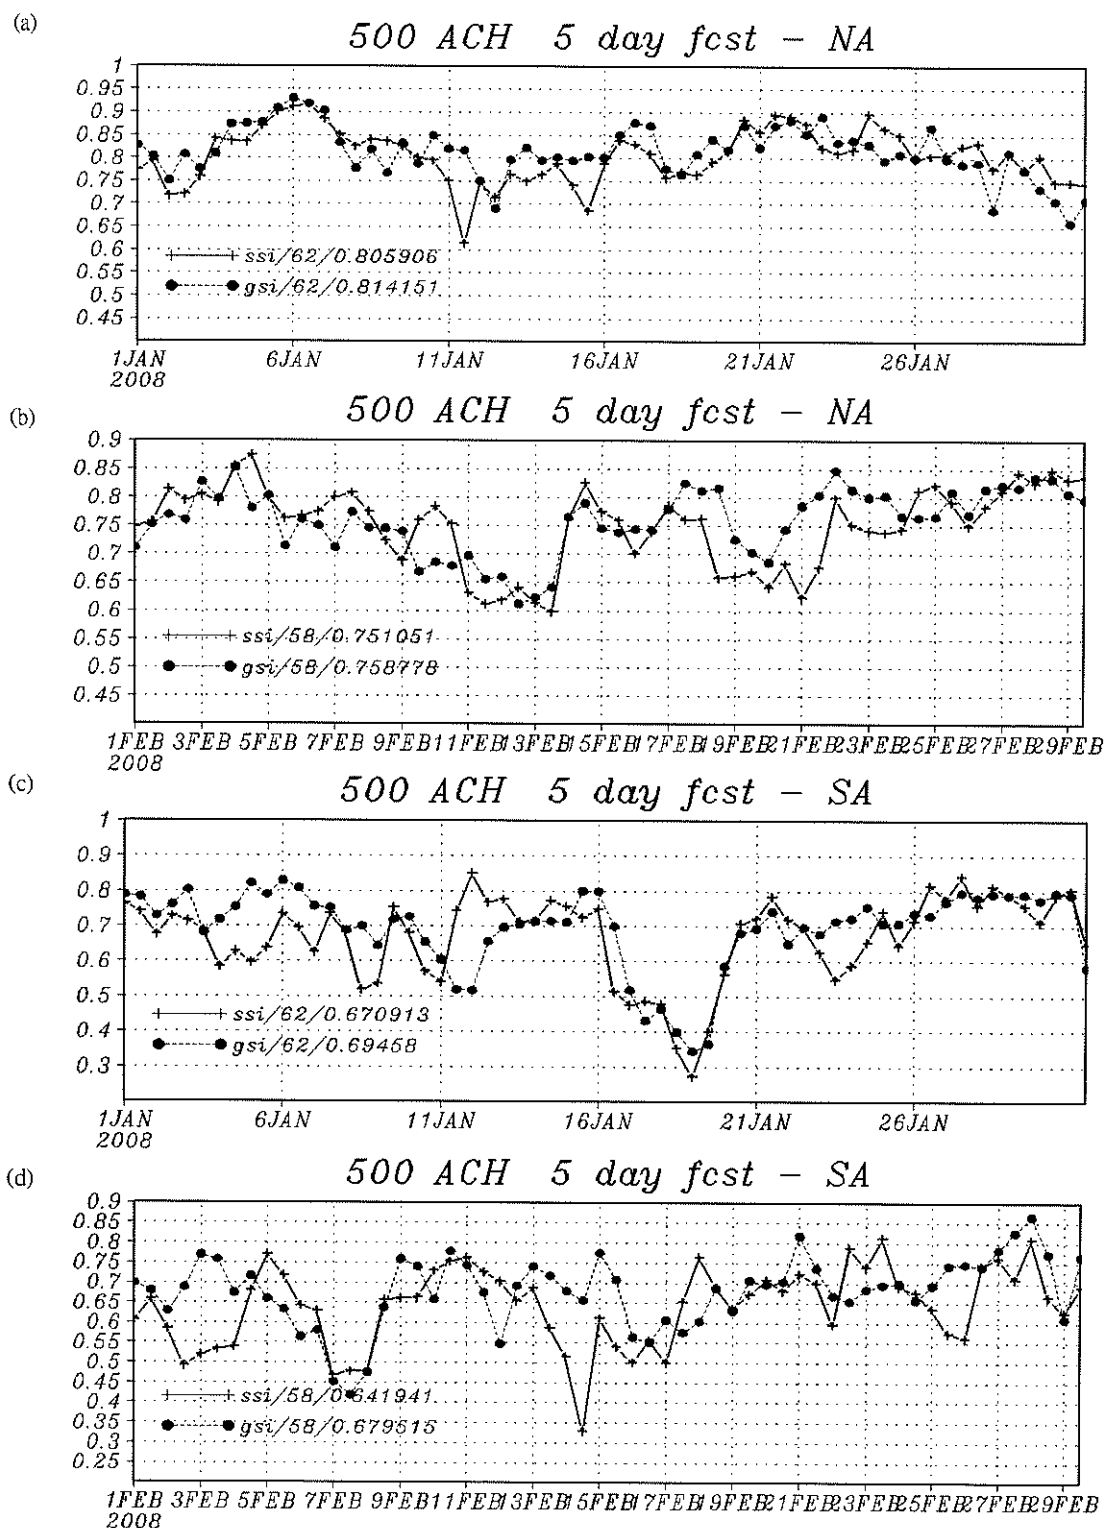 (a)
500 ACH 5 day fcst - NA
1
0.95
0.9
0.85
0.8
0.75
0.7
0.65
0.6
0.55
0.5
0.45
ssi/62/0.805906
gsi/62/0.814151
1JAN 6JAN 11JAN 16JAN 21JAN 26JAN
2008
(b)
500 ACH 5 day fcst - NA
0.9
0.85
0.8
0.75
0.7
0.65
0.6
0.55
0.5
0.45
ssi/58/0.751051
gsi/58/0.758778
1FEB 3FEB 5FEB 7FEB 9FEB 11FEB 13FEB 15FEB 17FEB 19FEB 21FEB 23FEB 25FEB 27FEB 29FEB
2008
(c)
500 ACH 5 day fcst - SA
1
0.9
0.8
0.7
0.6
0.5
0.4
0.3
ssi/62/0.670913
gsi/62/0.69458
1JAN 6JAN 11JAN 16JAN 21JAN 26JAN
2008
(d)
500 ACH 5 day fcst - SA
0.9
0.85
0.8
0.75
0.7
0.65
0.6
0.55
0.5
0.45
0.4
0.35
0.3
0.25
ssi/58/0.641941
gsi/58/0.679515
1FEB 3FEB 5FEB 7FEB 9FEB 11FEB 13FEB 15FEB 17FEB 19FEB 21FEB 23FEB 25FEB 27FEB 29FEB
2008